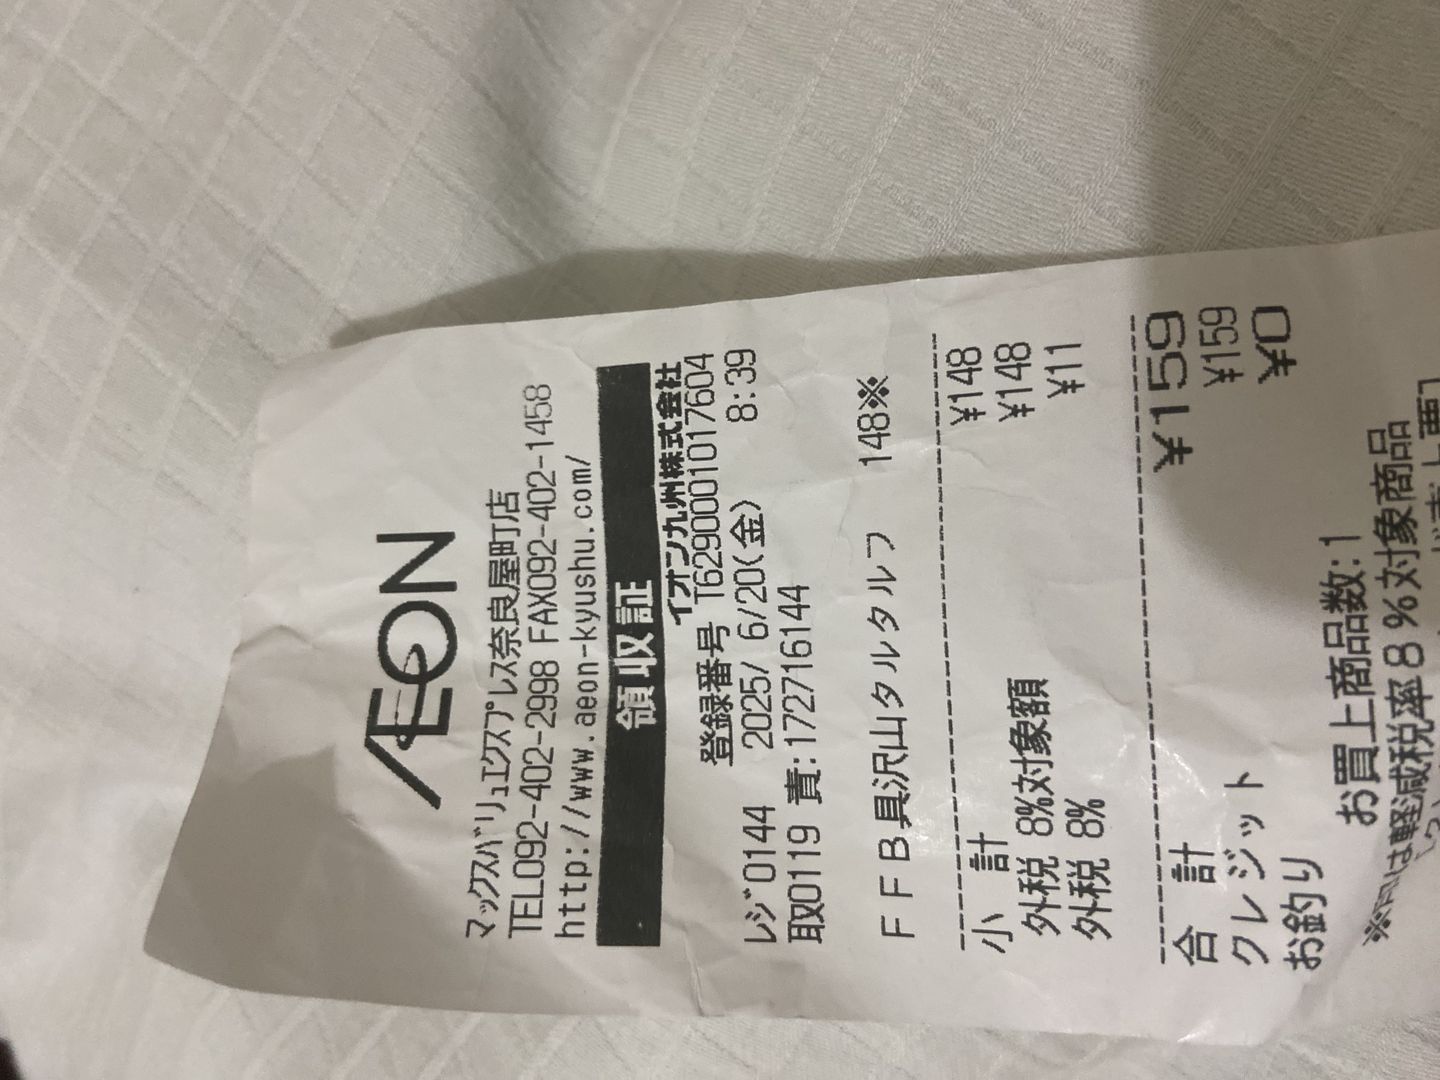 ÆON
マックスバリュエクスプレス奈良屋町店
TEL092-402-2998 FAX092-402-1458
http://www.aeon-kyushu.com/
領収証
イオン九州株式会社
登録番号 T6290001017604
レジ0144 2025/ 6/20(金) 8:39
取0119 責:172716144
FFB具沢山タルタルフ 148※
小 計 ¥148
外税 8%対象額 ¥148
外税 8% ¥11
合 計 ¥159
クレジット ¥159
お釣り ¥0
お買上商品数:1
※印は軽減税率8%対象商品